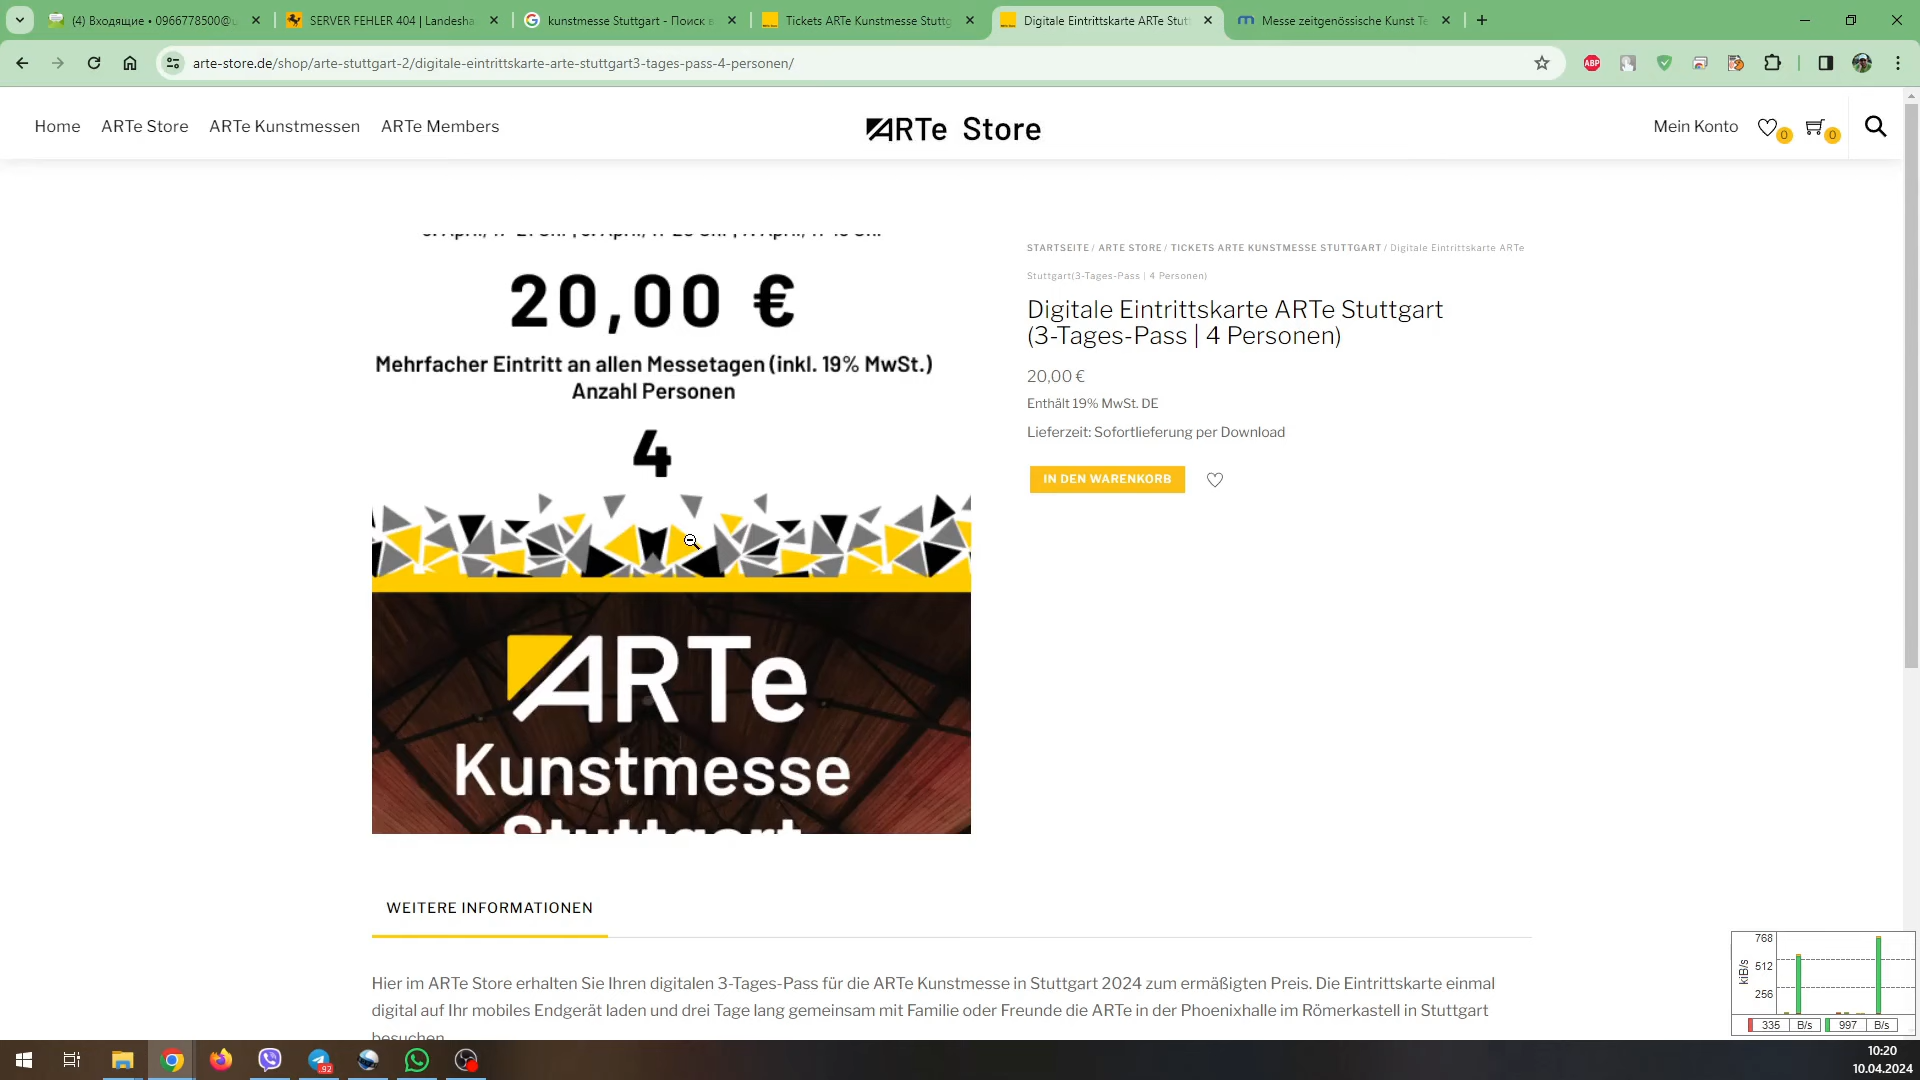 (4) Входящие • 0966778500@u
SERVER FEHLER 404 | Landesha
kunstmesse Stuttgart - Поиск в
Tickets ARTe Kunstmesse Stuttg
Digitale Eintrittskarte ARTe Stutt
Messe zeitgenössische Kunst Te
arte-store.de/shop/arte-stuttgart-2/digitale-eintrittskarte-arte-stuttgart3-tages-pass-4-personen/
ABP
Home
ARTe Store
ARTe Kunstmessen
ARTe Members
ARTe Store
Mein Konto
0
0
20,00 €
Mehrfacher Eintritt an allen Messetagen (inkl. 19% MwSt.)
Anzahl Personen
4
ARTe
Kunstmesse
Stuttgart
STARTSEITE / ARTE STORE / TICKETS ARTE KUNSTMESSE STUTTGART / Digitale Eintrittskarte ARTe
Stuttgart(3-Tages-Pass | 4 Personen)
Digitale Eintrittskarte ARTe Stuttgart
(3-Tages-Pass | 4 Personen)
20,00 €
Enthält 19% MwSt. DE
Lieferzeit: Sofortlieferung per Download
IN DEN WARENKORB
WEITERE INFORMATIONEN
Hier im ARTe Store erhalten Sie Ihren digitalen 3-Tages-Pass für die ARTe Kunstmesse in Stuttgart 2024 zum ermäßigten Preis. Die Eintrittskarte einmal
digital auf Ihr mobiles Endgerät laden und drei Tage lang gemeinsam mit Familie oder Freunde die ARTe in der Phoenixhalle im Römerkastell in Stuttgart
besuchen.
768
512
256
kiB/s
335 B/s
997 B/s
92
10:20
10.04.2024